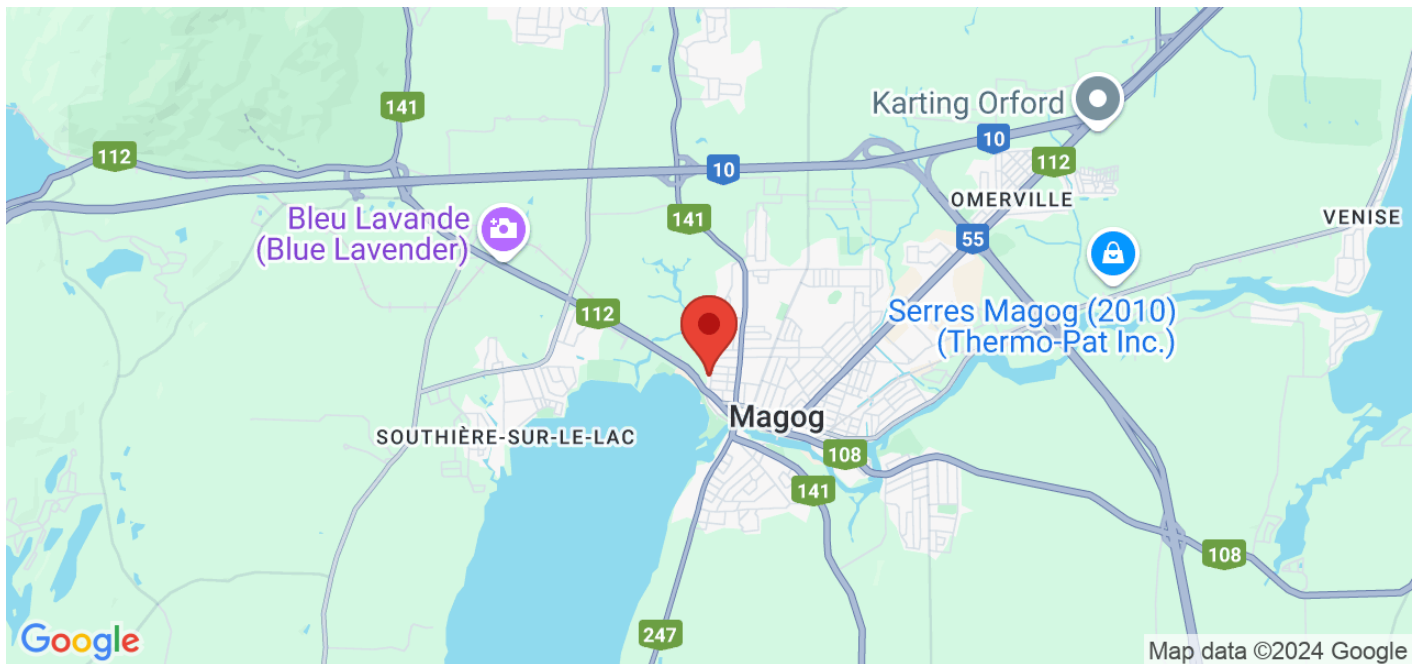 Karting Orford
141
10
112
112
10
OMERVILLE
141
Bleu Lavande
(Blue Lavender)
VENISE
55
112
Serres Magog (2010)
(Thermo-Pat Inc.)
Magog
SOUTHIÈRE-SUR-LE-LAC
108
141
108
247
Google
Map data ©2024 Google